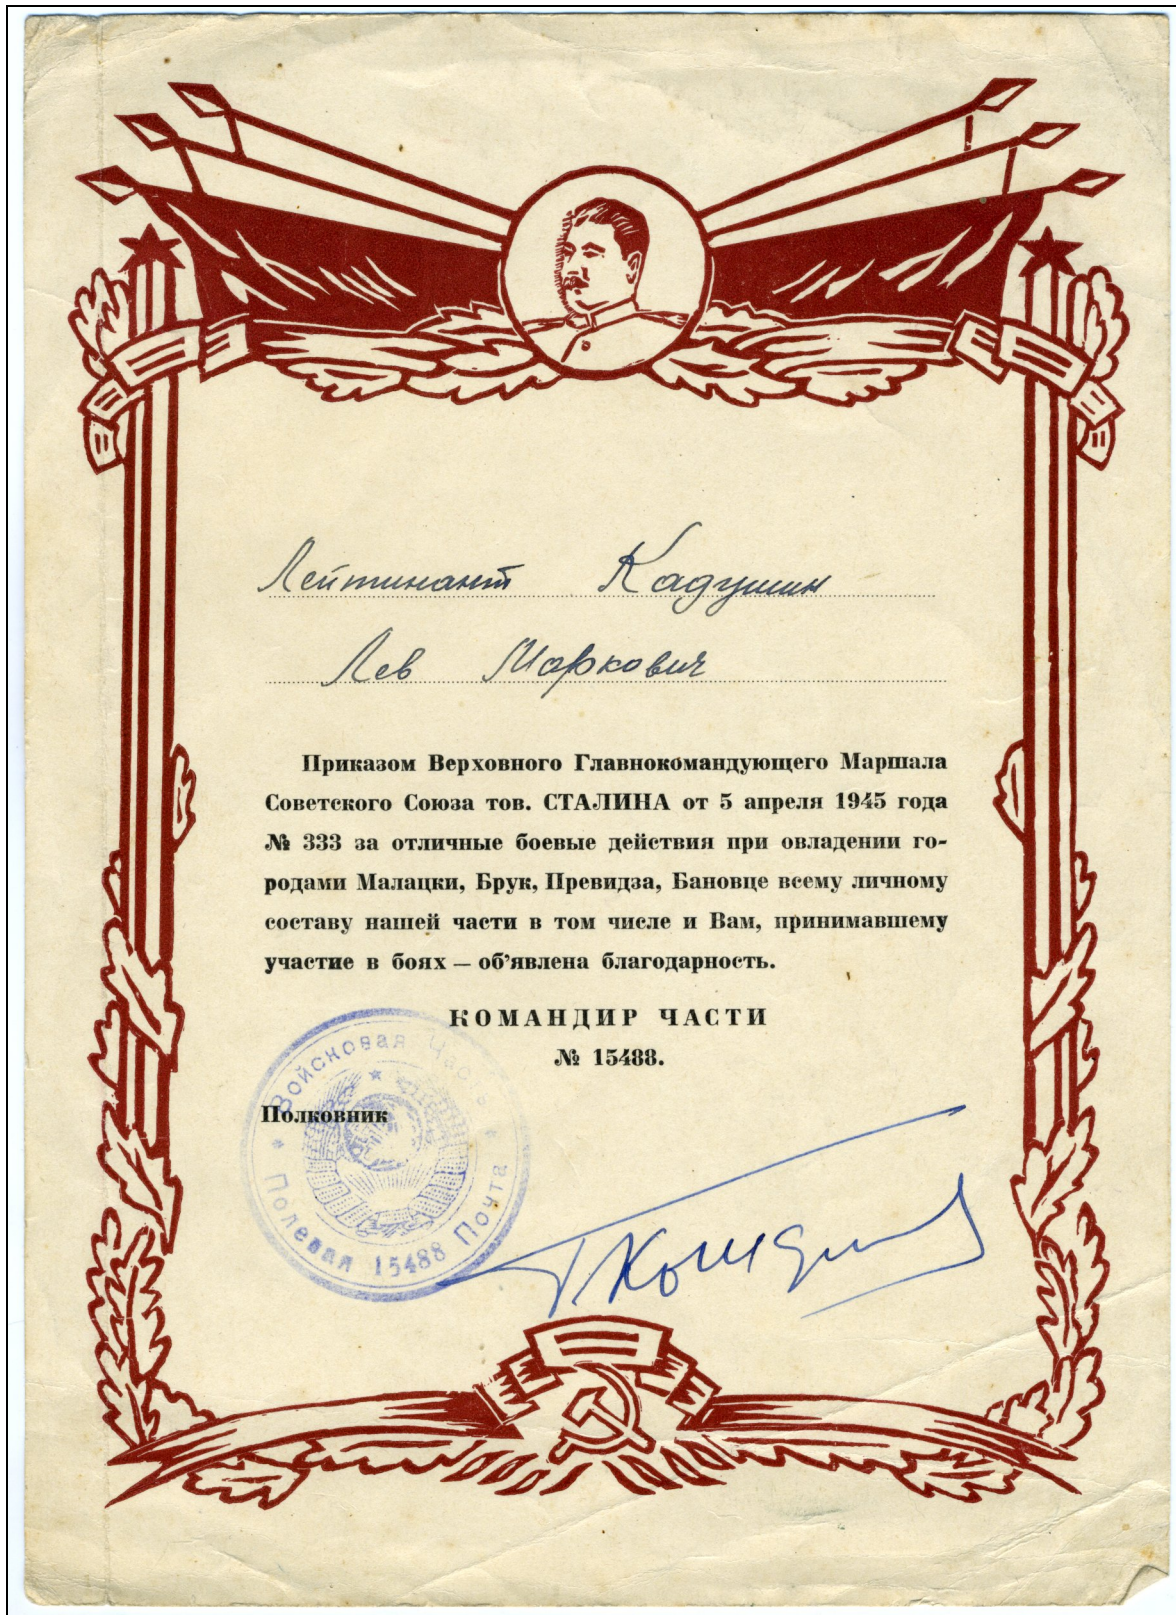 Лейтинант Кадушин
Лев Маркович
Приказом Верховного Главнокомандующего Маршала
Советского Союза тов. СТАЛИНА от 5 апреля 1945 года
№ 333 за отличные боевые действия при овладении го-
родами Малацки, Брук, Превидза, Бановце всему личному
составу нашей части в том числе и Вам, принимавшему
участие в боях — об’явлена благодарность.
КОМАНДИР ЧАСТИ
№ 15488.
Полковник
Войсковая Часть
Полевая 15488 Почта